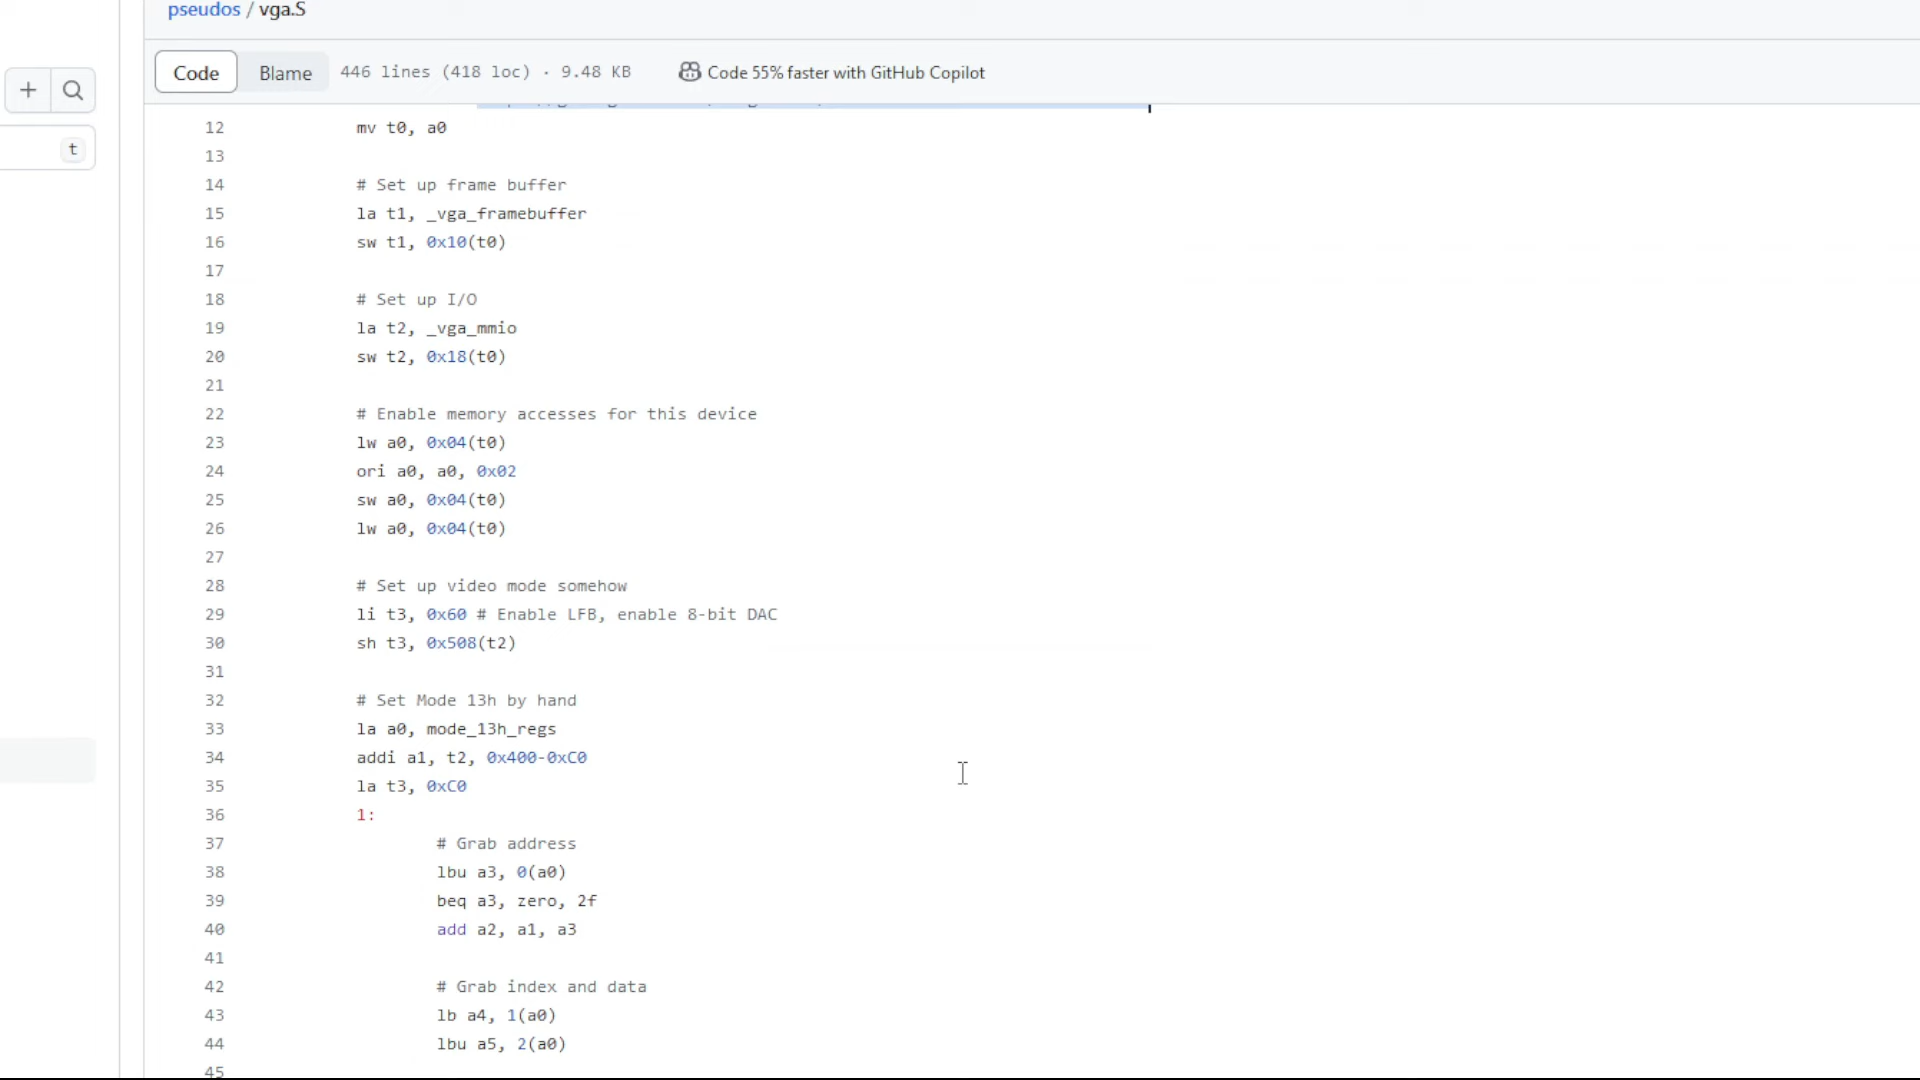 pseudos / vga.S
Code Blame 446 lines (418 loc) · 9.48 KB Code 55% faster with GitHub Copilot
t
12 mv t0, a0
13
14 # Set up frame buffer
15 la t1, _vga_framebuffer
16 sw t1, 0x10(t0)
17
18 # Set up I/O
19 la t2, _vga_mmio
20 sw t2, 0x18(t0)
21
22 # Enable memory accesses for this device
23 lw a0, 0x04(t0)
24 ori a0, a0, 0x02
25 sw a0, 0x04(t0)
26 lw a0, 0x04(t0)
27
28 # Set up video mode somehow
29 li t3, 0x60 # Enable LFB, enable 8-bit DAC
30 sh t3, 0x508(t2)
31
32 # Set Mode 13h by hand
33 la a0, mode_13h_regs
34 addi a1, t2, 0x400-0xC0
35 la t3, 0xC0
36 1:
37 # Grab address
38 lbu a3, 0(a0)
39 beq a3, zero, 2f
40 add a2, a1, a3
41
42 # Grab index and data
43 lb a4, 1(a0)
44 lbu a5, 2(a0)
45